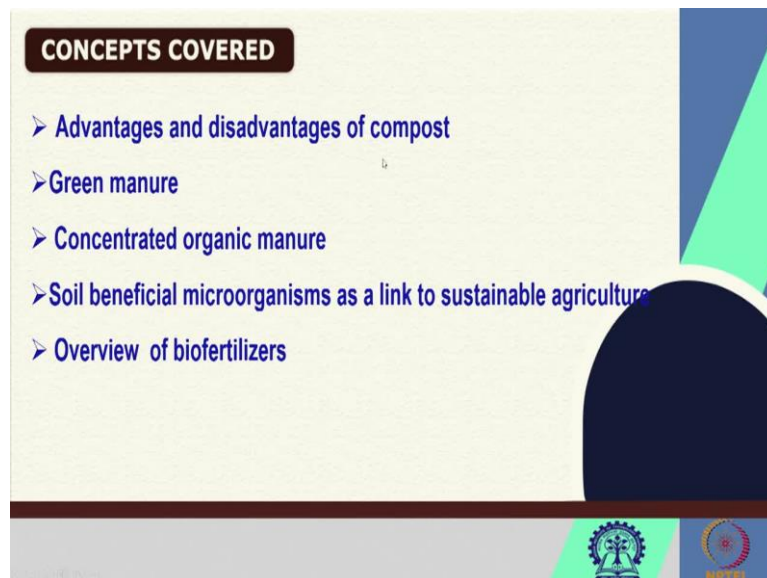 CONCEPTS COVERED
➢ Advantages and disadvantages of compost
➢Green manure
➢ Concentrated organic manure
➢Soil beneficial microorganisms as a link to sustainable agriculture
➢ Overview of biofertilizers
NPTEL